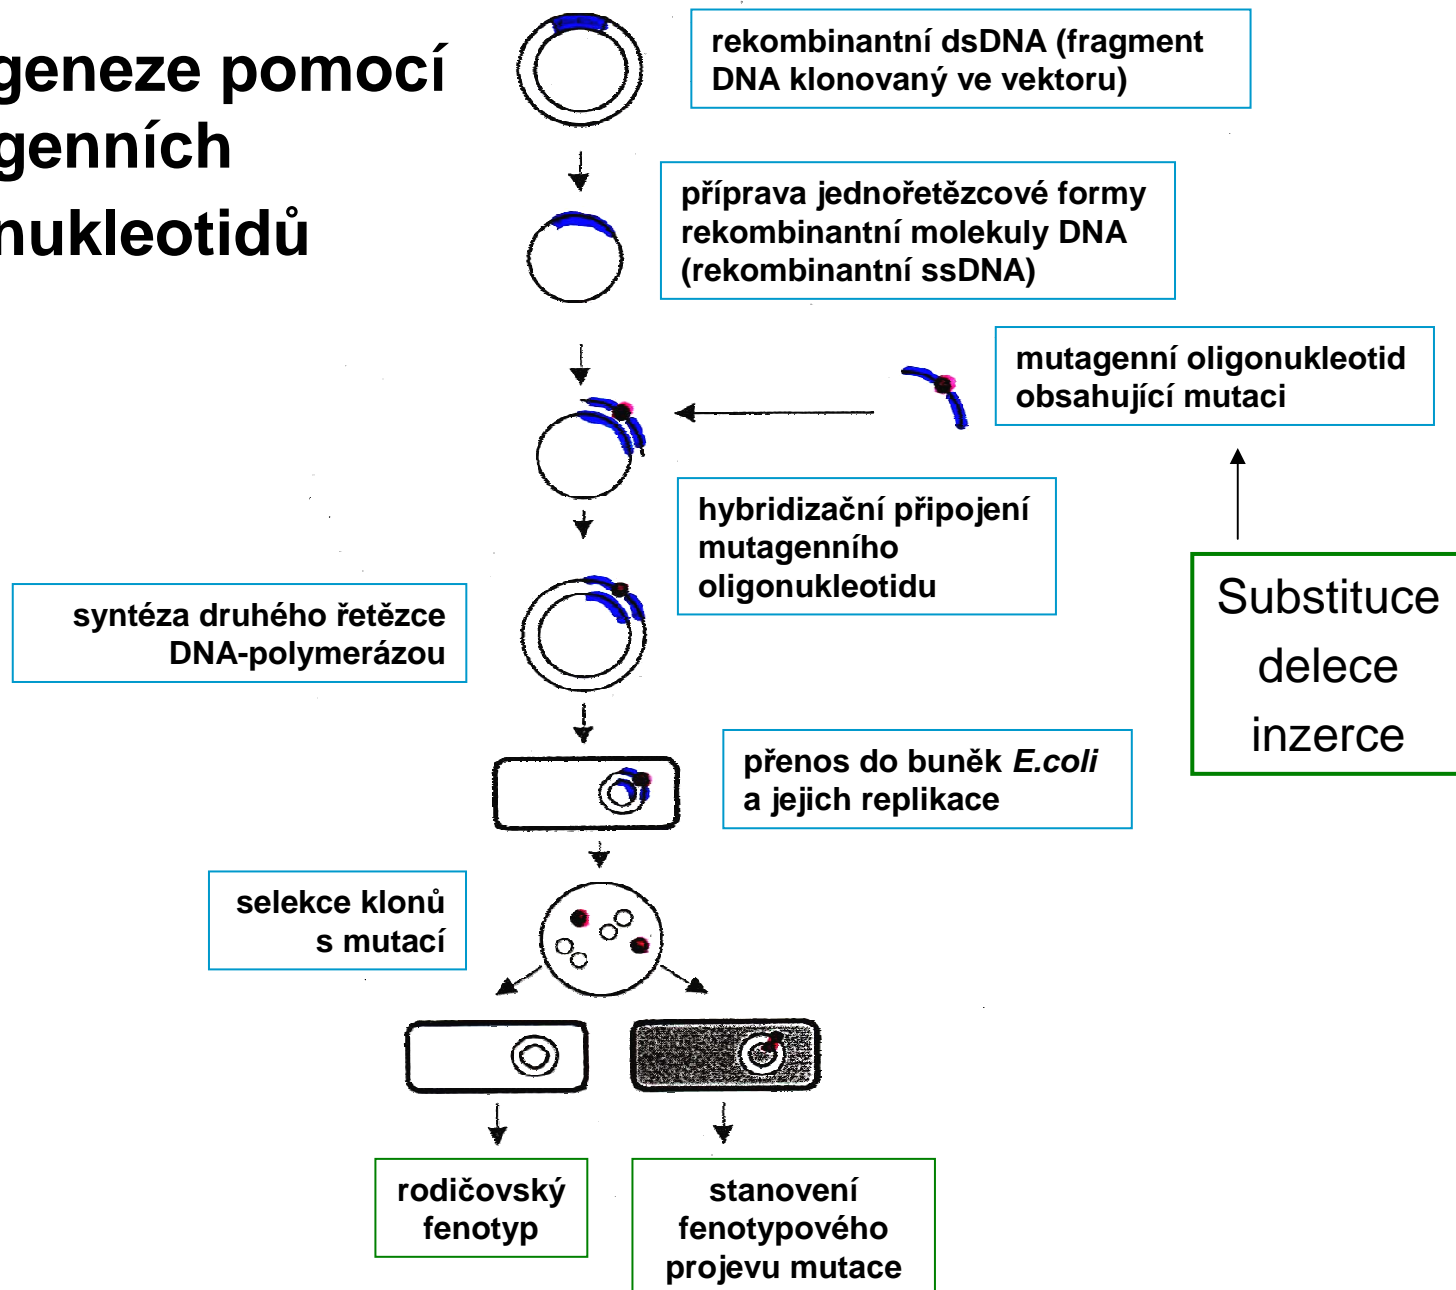 geneze pomocí
genních
nukleotidů
rekombinantní dsDNA (fragment
DNA klonovaný ve vektoru)
příprava jednořetězcové formy
rekombinantní molekuly DNA
(rekombinantní ssDNA)
mutagenní oligonukleotid
obsahující mutaci
hybridizační připojení
mutagenního
oligonukleotidu
Substituce
delece
inzerce
syntéza druhého řetězce
DNA-polymerázou
přenos do buněk E.coli
a jejich replikace
selekce klonů
s mutací
rodičovský
fenotyp
stanovení
fenotypového
projevu mutace